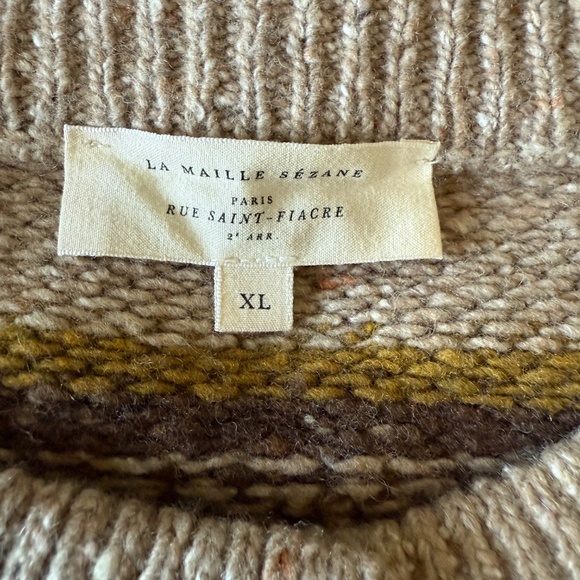 LA MAILLE SÉZANE
PARIS
RUE SAINT-FIACRE
2e ARR.
XL